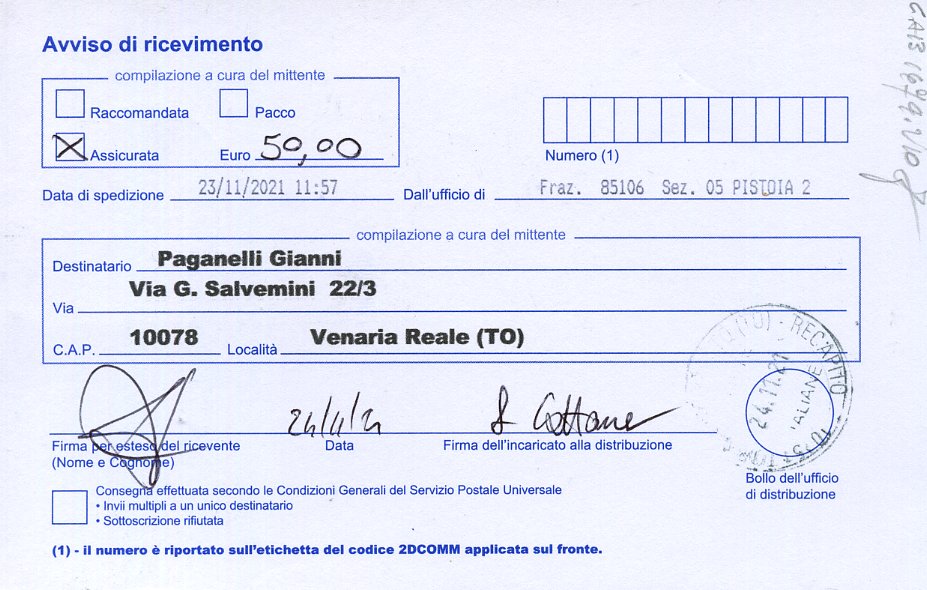 Avviso di ricevimento
compilazione a cura del mittente
Raccomandata Pacco
Assicurata Euro 50,00
Numero (1)
Data di spedizione 23/11/2021 11:57 Dall'ufficio di Fraz. 85106 Sez. 05 PISTOIA 2
compilazione a cura del mittente
Destinatario Paganelli Gianni
Via G. Salvemini 22/3
Via
C.A.P. 10078 Località Venaria Reale (TO)
RECAPITO
24.11.21
24/11/21
Firma per esteso del ricevente Data Firma dell'incaricato alla distribuzione
(Nome e Cognome)
Bollo dell'ufficio
di distribuzione
Consegna effettuata secondo le Condizioni Generali del Servizio Postale Universale
• Invii multipli a un unico destinatario
• Sottoscrizione rifiutata
(1) - il numero è riportato sull'etichetta del codice 2DCOMM applicata sul fronte.